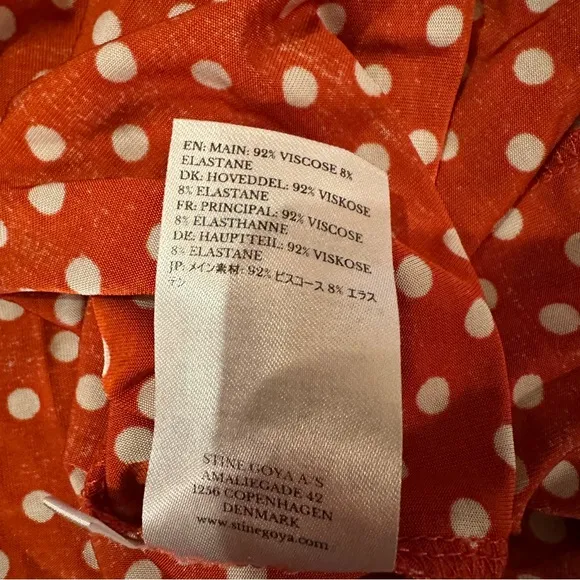 EN: MAIN: 92% VISCOSE 8%
ELASTANE
DK: HOVEDDEL: 92% VISKOSE
8% ELASTANE
FR: PRINCIPAL: 92% VISCOSE
8% ELASTHANNE
DE: HAUPTTEIL: 92% VISKOSE
8% ELASTANE
JP: メイン素材: 92% ビスコース 8% エラス
テン
STINE GOYA A/S
AMALIEGADE 42
1256 COPENHAGEN
DENMARK
www.stinegoya.com